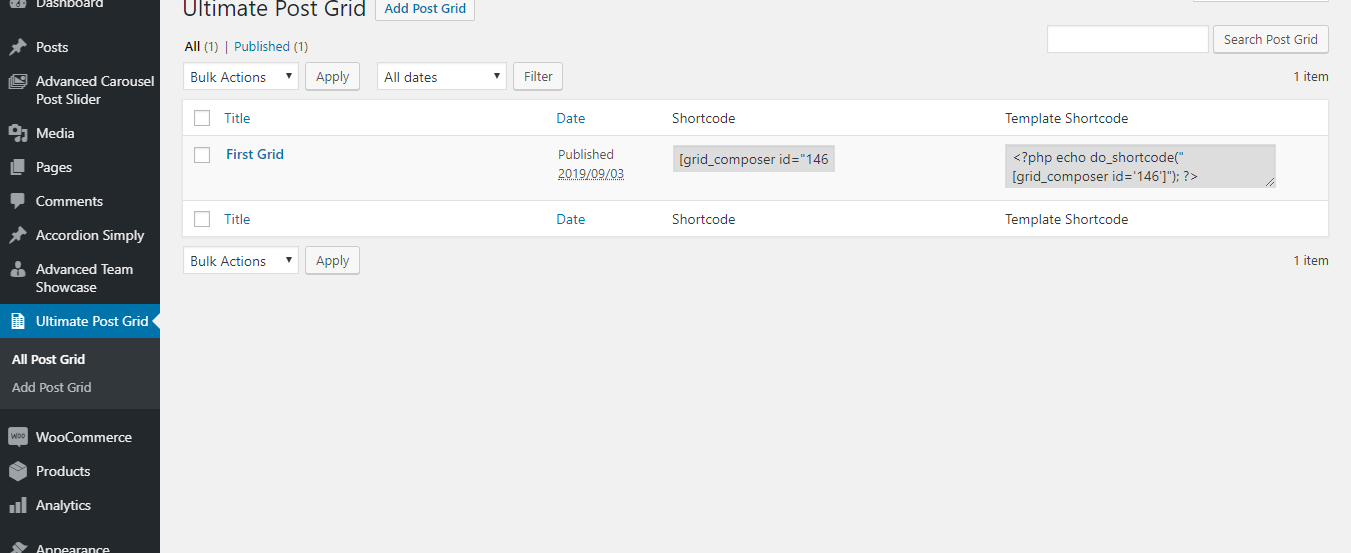 Dashboard
Posts
Advanced Carousel
Post Slider
Media
Pages
Comments
Accordion Simply
Advanced Team
Showcase
Ultimate Post Grid
All Post Grid
Add Post Grid
WOO WooCommerce
Products
Analytics
Appearance
Ultimate Post Grid Add Post Grid
All (1) | Published (1)
Search Post Grid
Bulk Actions Apply All dates Filter 1 item
Title Date Shortcode Template Shortcode
First Grid Published [grid_composer id="146 <?php echo do_shortcode("
2019/09/03 [grid_composer id='146']"); ?>
Title Date Shortcode Template Shortcode
Bulk Actions Apply 1 item